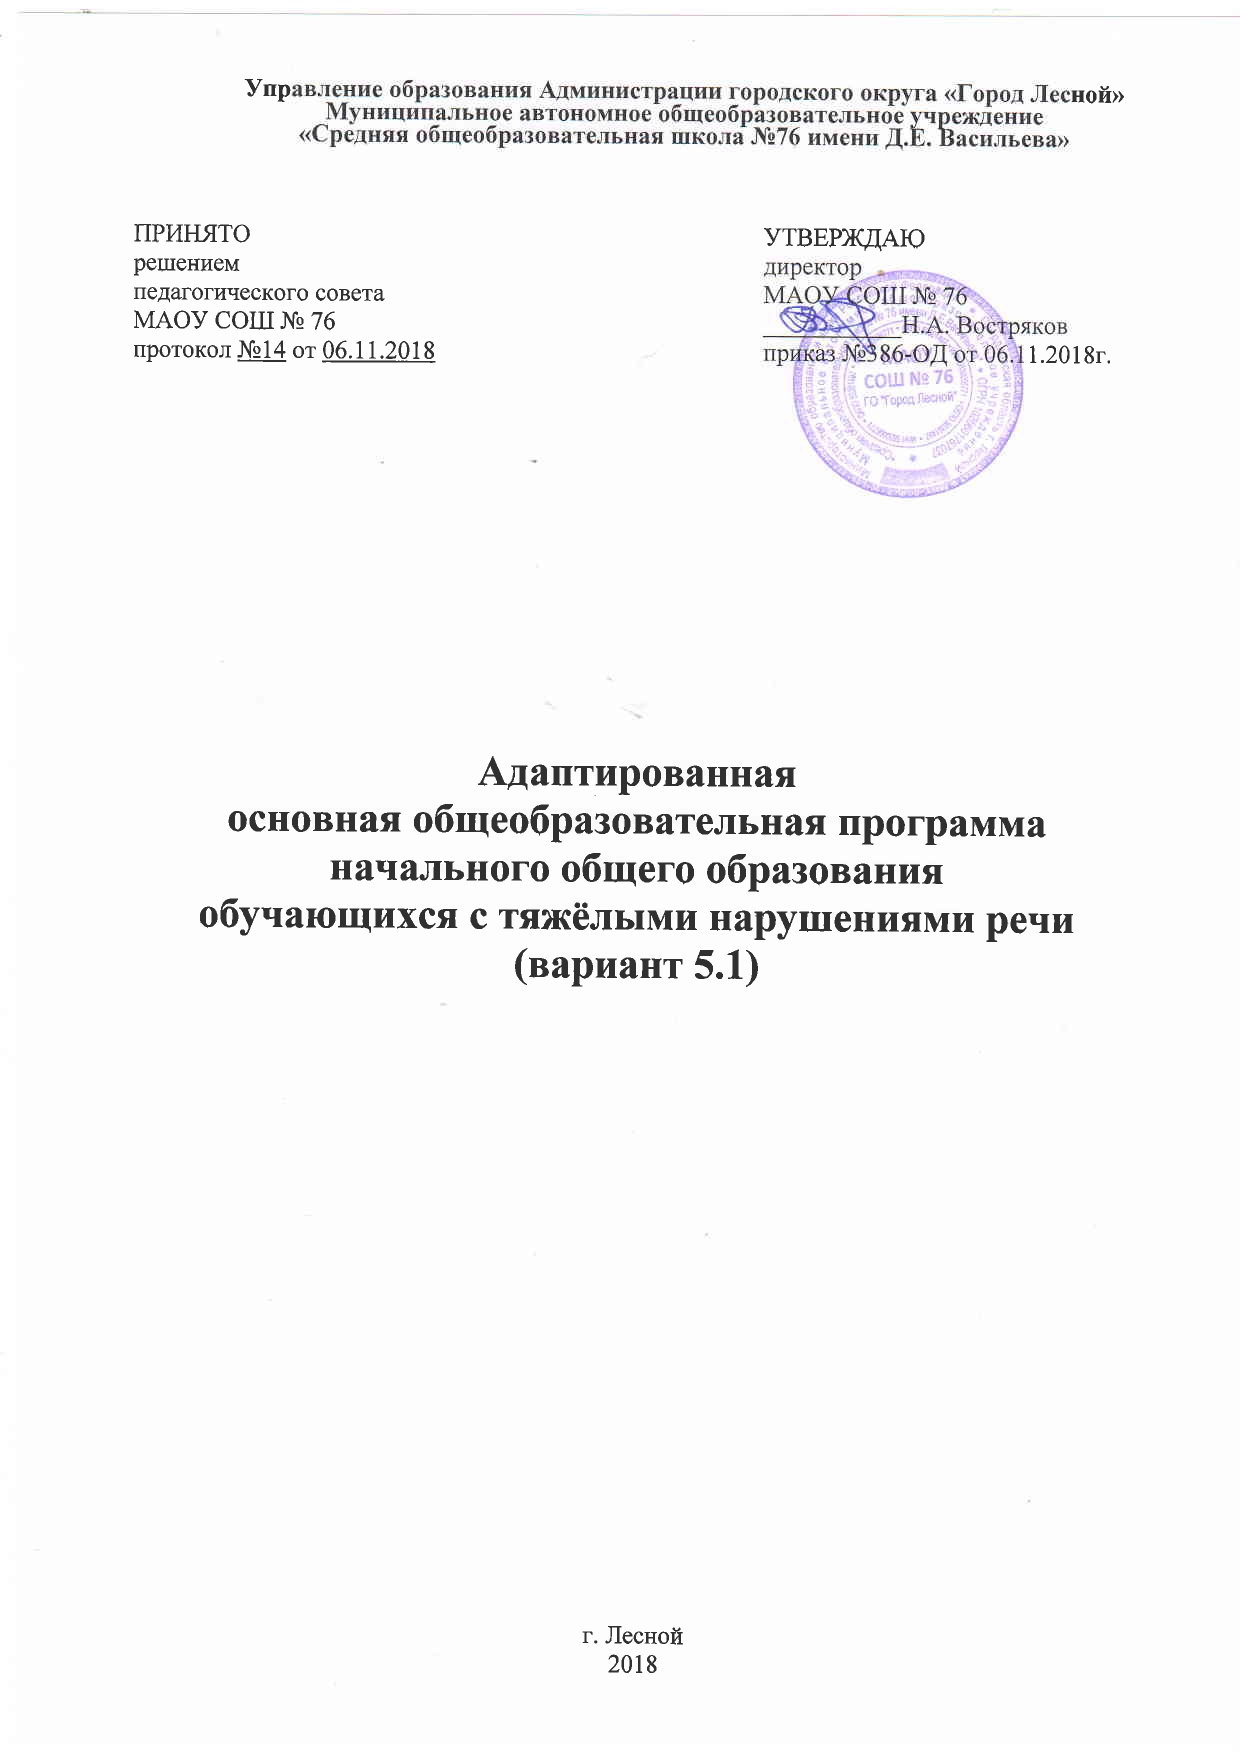 Управление образования Администрации городского округа «Город Лесной»
Муниципальное автономное общеобразовательное учреждение
«Средняя общеобразовательная школа №76 имени Д.Е. Васильева»
ПРИНЯТО
решением
педагогического совета
МАОУ СОШ № 76
протокол №14 от 06.11.2018
УТВЕРЖДАЮ
директор
МАОУ СОШ № 76
____________Н.А. Востряков
приказ №386-ОД от 06.11.2018г.
СОШ № 76
ГО "Город Лесной"
Адаптированная
основная общеобразовательная программа
начального общего образования
обучающихся с тяжёлыми нарушениями речи
(вариант 5.1)
г. Лесной
2018